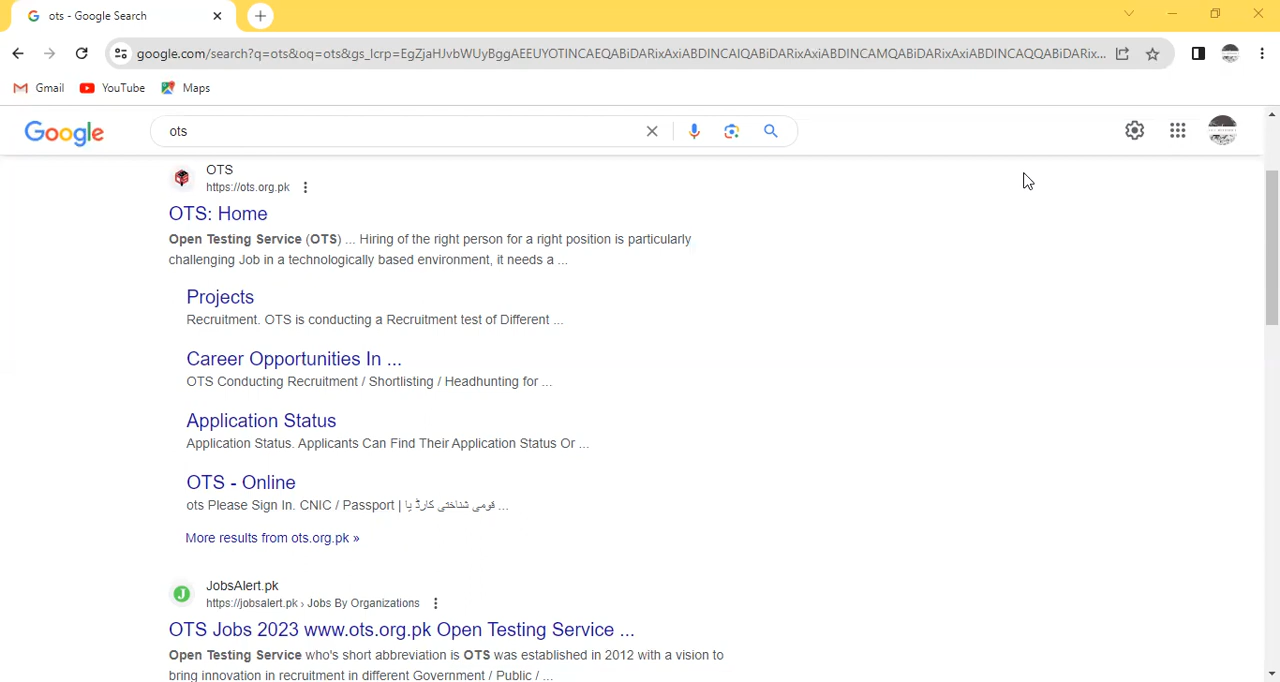 ots - Google Search
google.com/search?q=ots&oq=ots&gs_lcrp=EgZjaHJvbWUyBggAEEUYOTINCAEQABiDARixAxiABDINCAIQABiDARixAxiABDINCAMQABiDARixAxiABDINCAQQABiDARix...
Gmail YouTube Maps
Google ots
OTS
https://ots.org.pk
OTS: Home
Open Testing Service (OTS) ... Hiring of the right person for a right position is particularly
challenging Job in a technologically based environment, it needs a ...
Projects
Recruitment. OTS is conducting a Recruitment test of Different ...
Career Opportunities In ...
OTS Conducting Recruitment / Shortlisting / Headhunting for ...
Application Status
Application Status. Applicants Can Find Their Application Status Or ...
OTS - Online
ots Please Sign In. CNIC / Passport | قومی شناختی کارڈ یا ...
More results from ots.org.pk »
J JobsAlert.pk
https://jobsalert.pk › Jobs By Organizations
OTS Jobs 2023 www.ots.org.pk Open Testing Service ...
Open Testing Service who's short abbreviation is OTS was established in 2012 with a vision to
bring innovation in recruitment in different Government / Public / ...